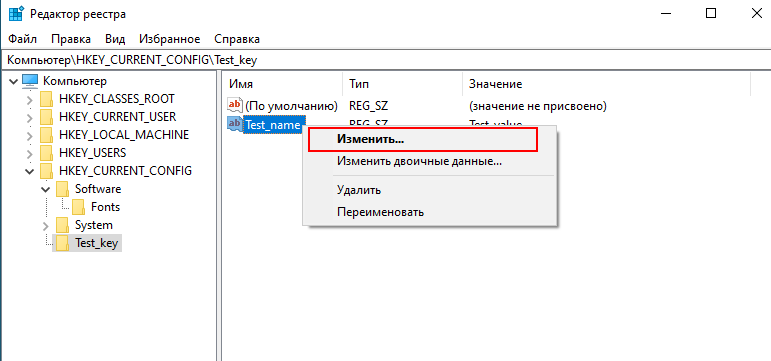 Редактор реестра
Файл Правка Вид Избранное Справка
Компьютер\HKEY_CURRENT_CONFIG\Test_key
Компьютер
HKEY_CLASSES_ROOT
HKEY_CURRENT_USER
HKEY_LOCAL_MACHINE
HKEY_USERS
HKEY_CURRENT_CONFIG
Software
Fonts
System
Test_key
Имя Тип Значение
(По умолчанию) REG_SZ (значение не присвоено)
Test_name REG_SZ Test_value
Изменить...
Изменить двоичные данные...
Удалить
Переименовать